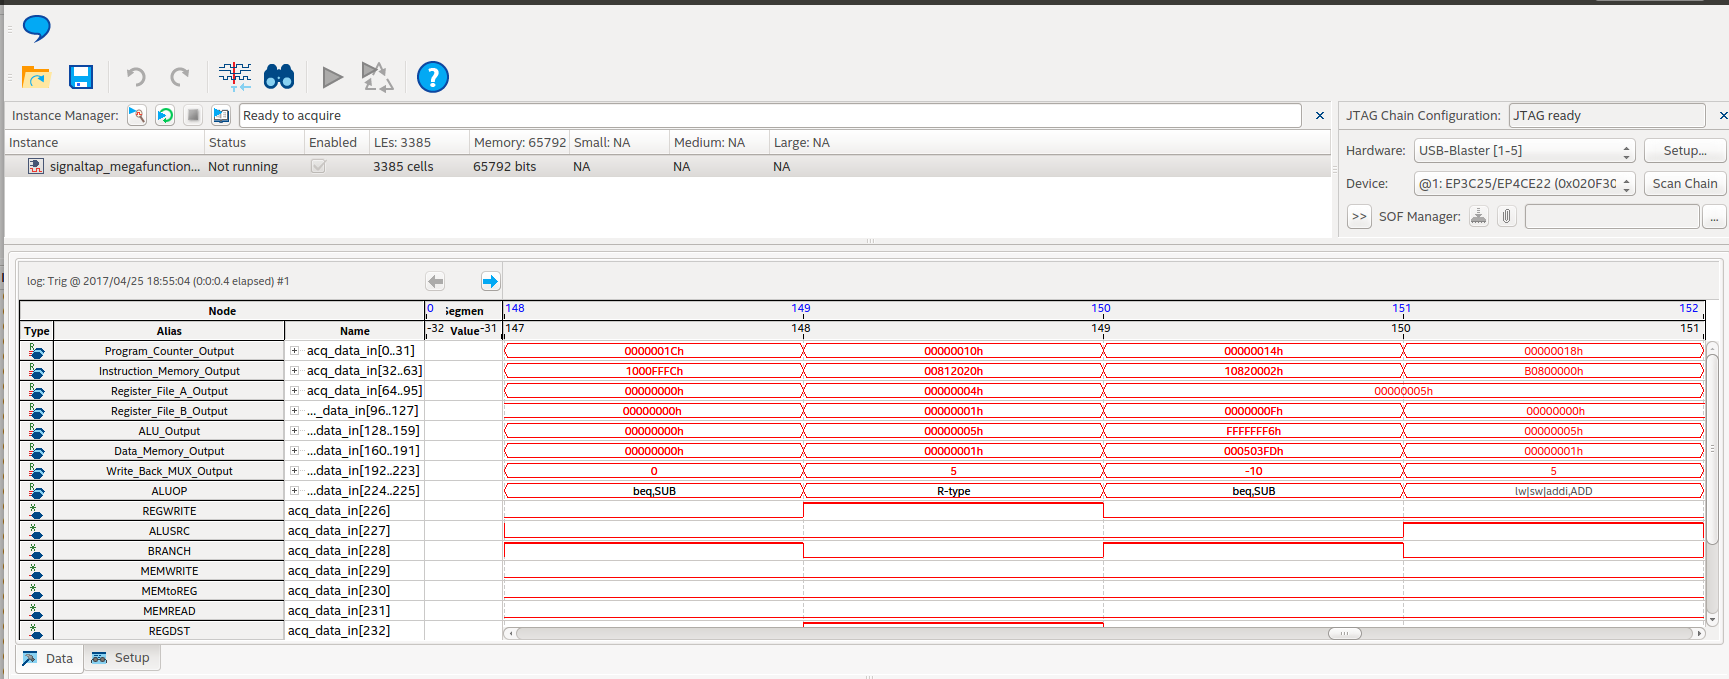 Instance Manager: Ready to acquire
JTAG Chain Configuration: JTAG ready
Instance Status Enabled LEs: 3385 Memory: 65792 Small: NA Medium: NA Large: NA
signaltap_megafunction... Not running 3385 cells 65792 bits NA NA NA
Hardware: USB-Blaster [1-5] Setup...
Device: @1: EP3C25/EP4CE22 (0x020F30 Scan Chain
>> SOF Manager: ...
log: Trig @ 2017/04/25 18:55:04 (0:0:0.4 elapsed) #1
Node 0 Segmen 148 149 150 151 152
Type Alias Name -32 Value -31 147 148 149 150 151
Program_Counter_Output acq_data_in[0..31] 0000001Ch 00000010h 00000014h 00000018h
Instruction_Memory_Output acq_data_in[32..63] 1000FFFCh 00812020h 10820002h B0800000h
Register_File_A_Output acq_data_in[64..95] 00000000h 00000004h 00000005h
Register_File_B_Output ..._data_in[96..127] 00000000h 00000001h 0000000Fh 00000000h
ALU_Output ...data_in[128..159] 00000000h 00000005h FFFFFFF6h 00000005h
Data_Memory_Output ...data_in[160..191] 00000000h 00000001h 000503FDh 00000001h
Write_Back_MUX_Output ...data_in[192..223] 0 5 -10 5
ALUOP ...data_in[224..225] beq,SUB R-type beq,SUB lw|sw|addi,ADD
REGWRITE acq_data_in[226]
ALUSRC acq_data_in[227]
BRANCH acq_data_in[228]
MEMWRITE acq_data_in[229]
MEMtoREG acq_data_in[230]
MEMREAD acq_data_in[231]
REGDST acq_data_in[232]
Data Setup